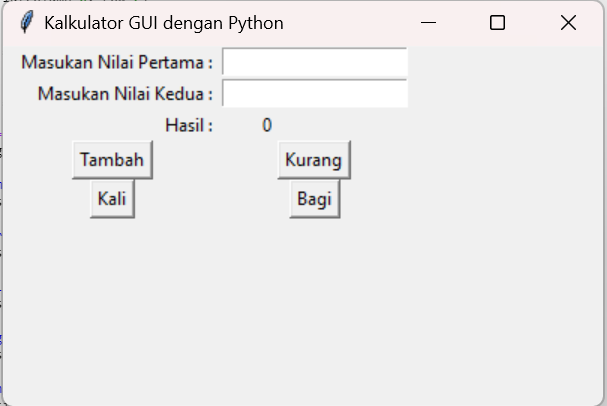 Kalkulator GUI dengan Python
Masukan Nilai Pertama :
Masukan Nilai Kedua :
Hasil : 0
Tambah Kurang
Kali Bagi